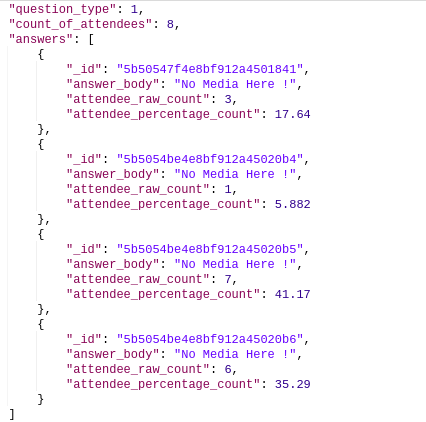 "question_type": 1,
"count_of_attendees": 8,
"answers": [
{
"_id": "5b50547f4e8bf912a4501841",
"answer_body": "No Media Here !",
"attendee_raw_count": 3,
"attendee_percentage_count": 17.64
},
{
"_id": "5b5054be4e8bf912a45020b4",
"answer_body": "No Media Here !",
"attendee_raw_count": 1,
"attendee_percentage_count": 5.882
},
{
"_id": "5b5054be4e8bf912a45020b5",
"answer_body": "No Media Here !",
"attendee_raw_count": 7,
"attendee_percentage_count": 41.17
},
{
"_id": "5b5054be4e8bf912a45020b6",
"answer_body": "No Media Here !",
"attendee_raw_count": 6,
"attendee_percentage_count": 35.29
}
]